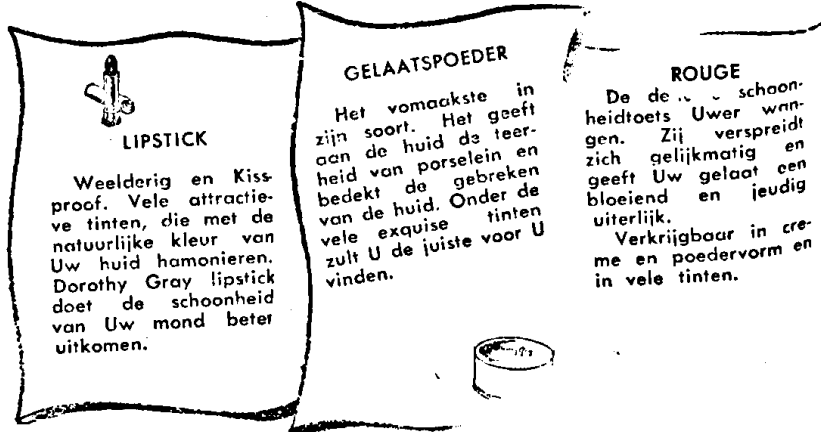 LIPSTICK
Weelderig en Kiss-
proof. Vele attractie-
ve tinten, die met de
natuurlijke kleur van
Uw huid hamonieren.
Dorothy Gray lipstick
doet de schoonheid
van Uw mond beter
uitkomen.
GELAATSPOEDER
Het vomaakste in
zijn soort. Het geeft
aan de huid de teer-
heid van porselein en
bedekt de gebreken
van de huid. Onder de
vele exquise tinten
zult U de juiste voor U
vinden.
ROUGE
De schoon-
heidtoets Uwer wan-
gen. Zij verspreidt
zich gelijkmatig en
geeft Uw gelaat een
bloeiend en jeudig
uiterlijk.
Verkrijgbaar in cre-
me en poedervorm en
in vele tinten.